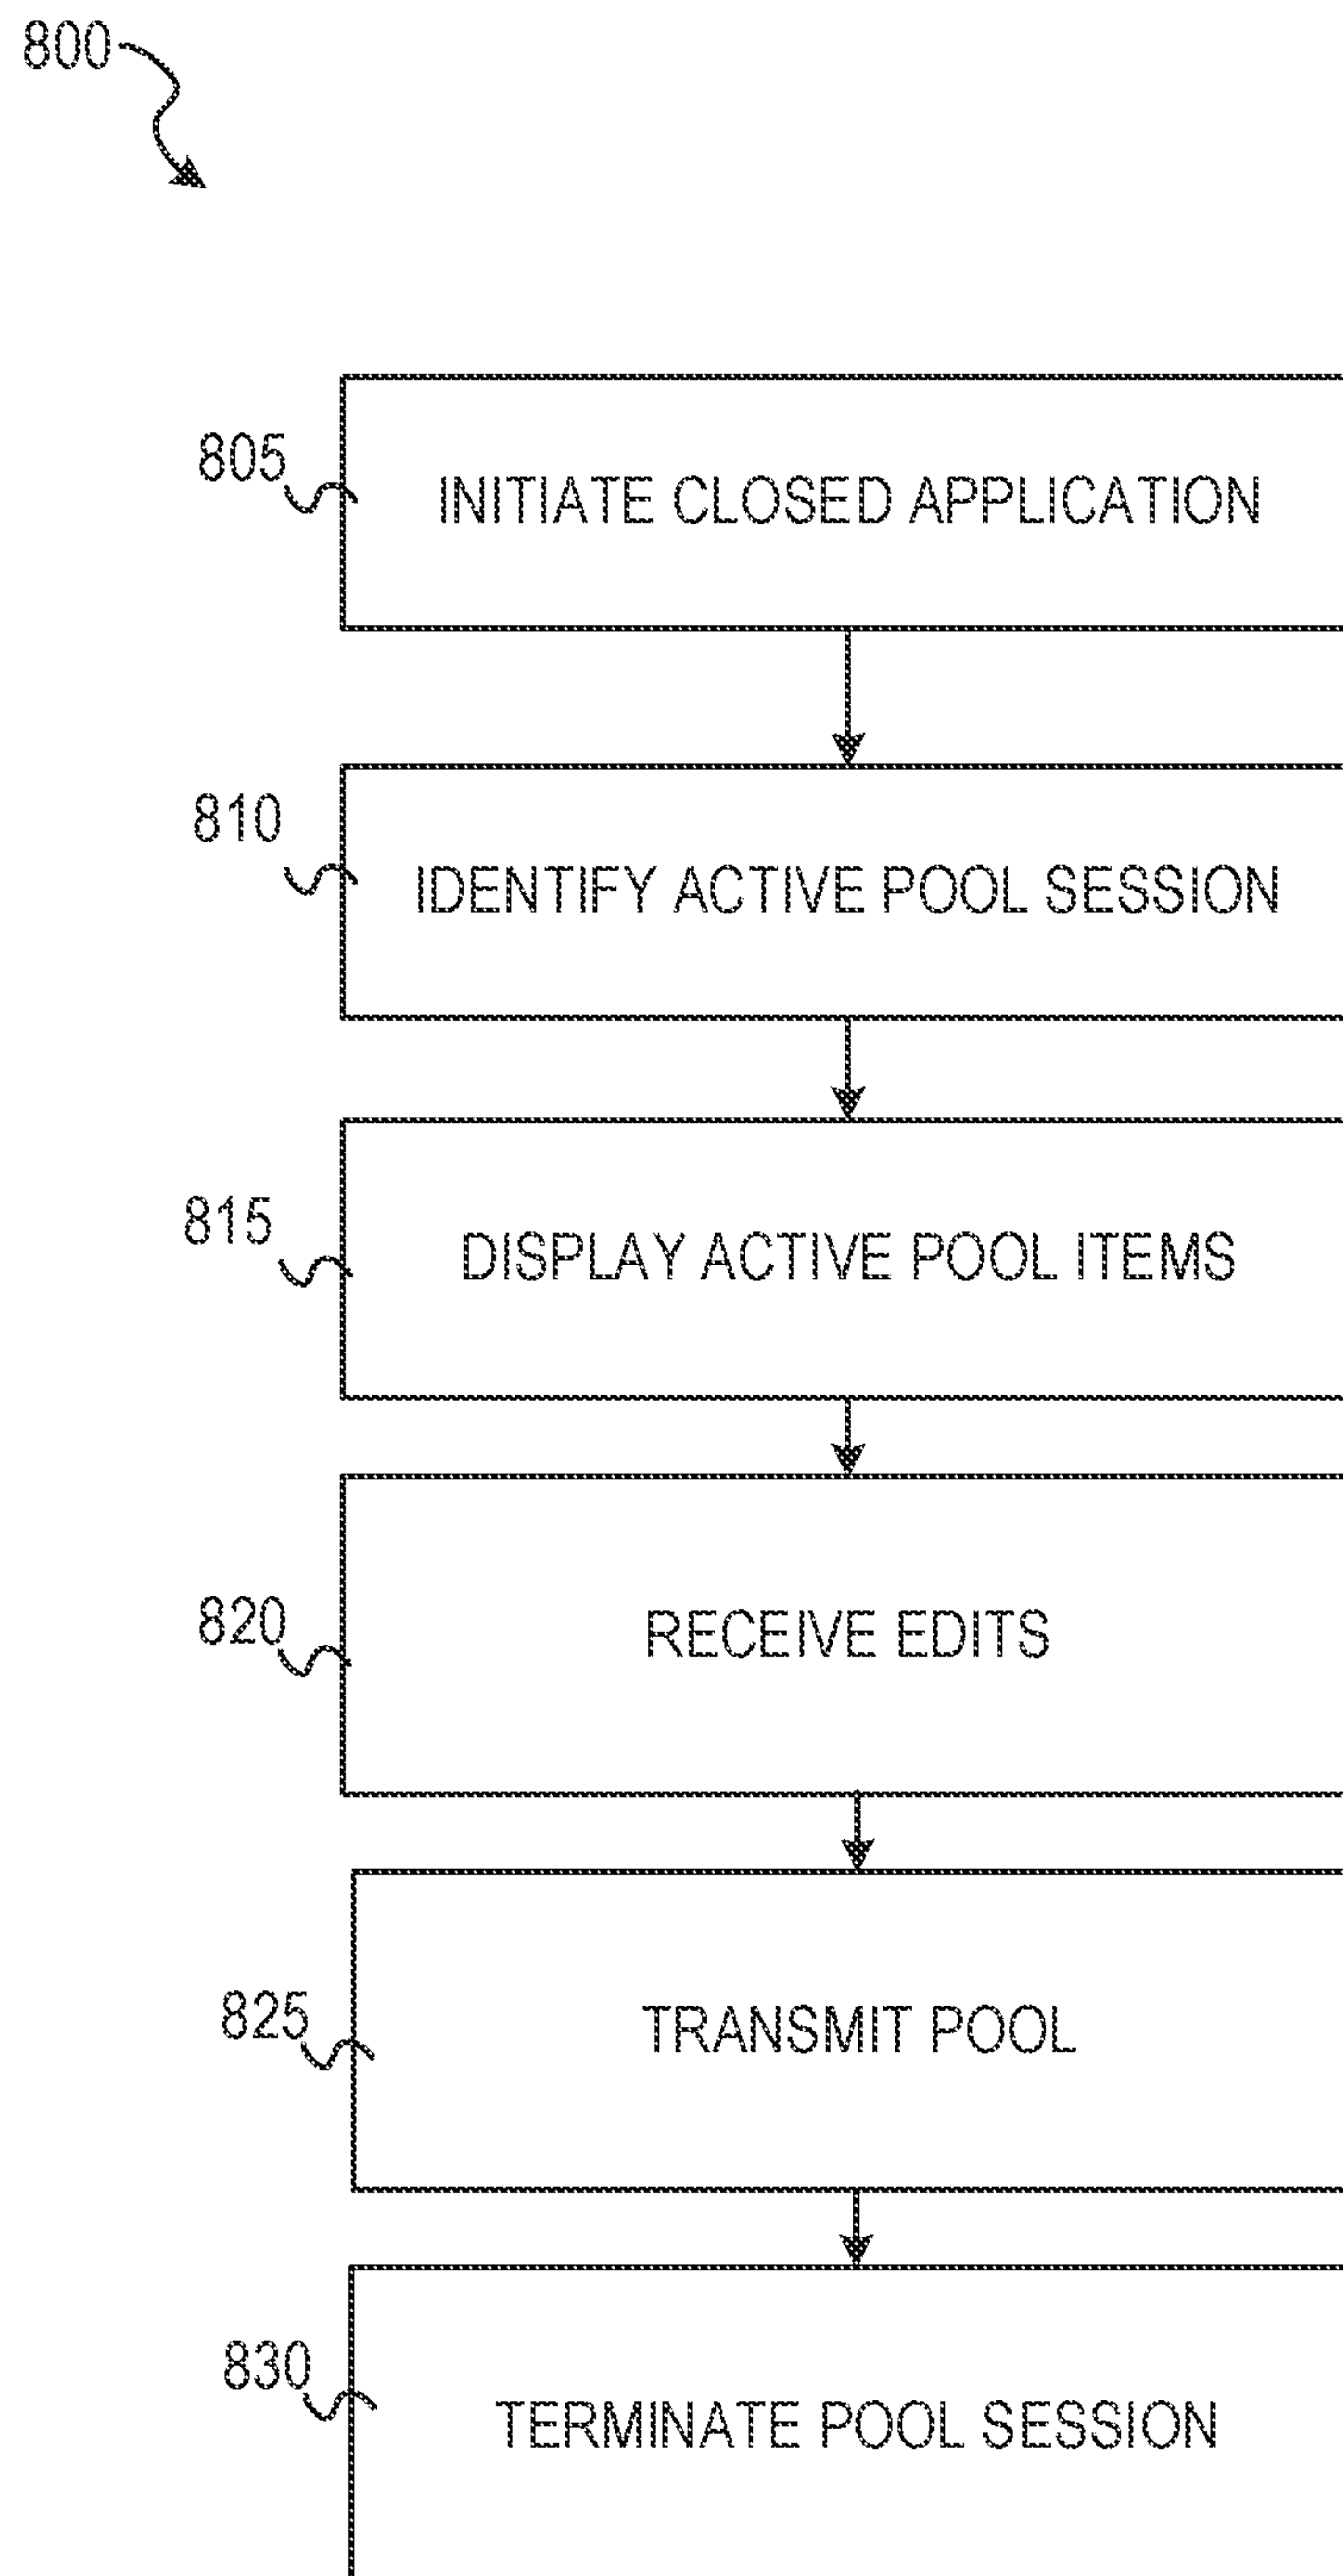 800
805
INITIATE CLOSED APPLICATION
810
IDENTIFY ACTIVE POOL SESSION
815
DISPLAY ACTIVE POOL ITEMS
820
RECEIVE EDITS
825
TRANSMIT POOL
830
TERMINATE POOL SESSION